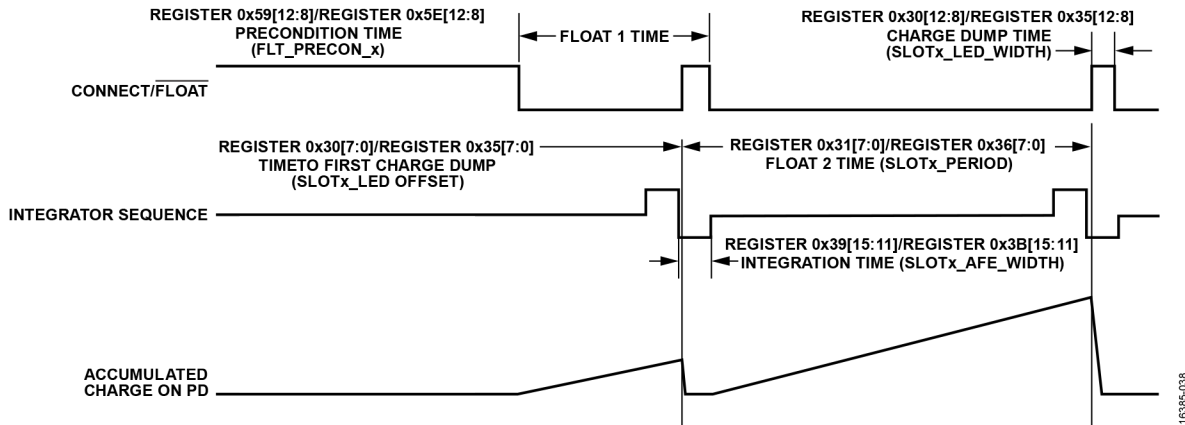 REGISTER 0x59[12:8]/REGISTER 0x5E[12:8]
PRECONDITION TIME
(FLT_PRECON_x)
FLOAT 1 TIME
REGISTER 0x30[12:8]/REGISTER 0x35[12:8]
CHARGE DUMP TIME
(SLOTx_LED_WIDTH)
CONNECT/FLOAT
REGISTER 0x30[7:0]/REGISTER 0x35[7:0]
TIMETO FIRST CHARGE DUMP
(SLOTx_LED OFFSET)
REGISTER 0x31[7:0]/REGISTER 0x36[7:0]
FLOAT 2 TIME (SLOTx_PERIOD)
INTEGRATOR SEQUENCE
REGISTER 0x39[15:11]/REGISTER 0x3B[15:11]
INTEGRATION TIME (SLOTx_AFE_WIDTH)
ACCUMULATED
CHARGE ON PD
16385-038